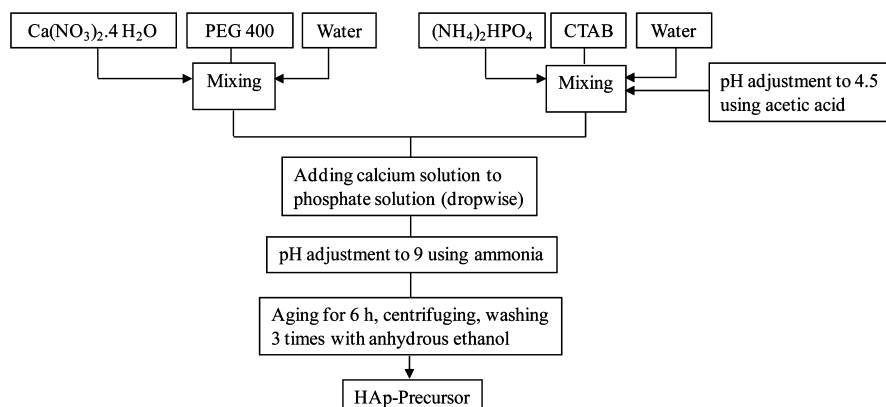 Ca(NO₃)₂.4 H₂O
PEG 400
Water
Mixing
(NH₄)₂HPO₄
CTAB
Water
Mixing
pH adjustment to 4.5
using acetic acid
Adding calcium solution to
phosphate solution (dropwise)
pH adjustment to 9 using ammonia
Aging for 6 h, centrifuging, washing
3 times with anhydrous ethanol
HAp-Precursor